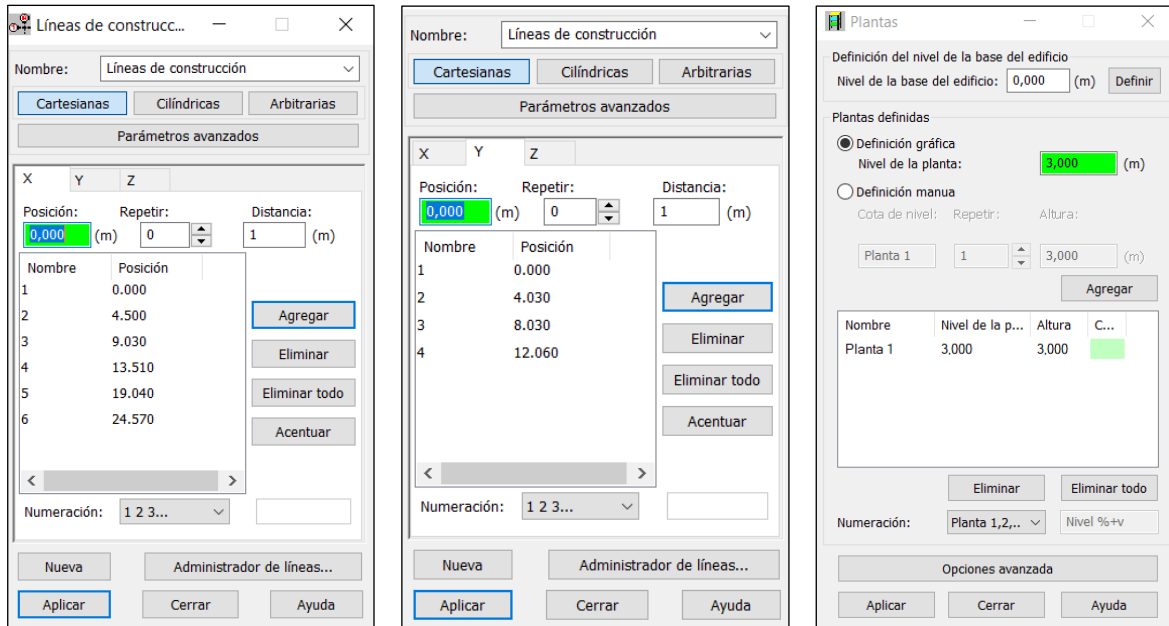 Líneas de construcc...
Nombre: Líneas de construcción
Cartesianas Cilíndricas Arbitrarias
Parámetros avanzados
X Y Z
Posición: Repetir: Distancia:
0,000 (m) 0 1 (m)
Nombre Posición
1 0.000
2 4.500
3 9.030
4 13.510
5 19.040
6 24.570
Agregar
Eliminar
Eliminar todo
Acentuar
Numeración: 1 2 3...
Nueva Administrador de líneas...
Aplicar Cerrar Ayuda
Nombre: Líneas de construcción
Cartesianas Cilíndricas Arbitrarias
Parámetros avanzados
X Y Z
Posición: Repetir: Distancia:
0,000 (m) 0 1 (m)
Nombre Posición
1 0.000
2 4.030
3 8.030
4 12.060
Agregar
Eliminar
Eliminar todo
Acentuar
Numeración: 1 2 3...
Nueva Administrador de líneas...
Aplicar Cerrar Ayuda
Plantas
Definición del nivel de la base del edificio
Nivel de la base del edificio: 0,000 (m) Definir
Plantas definidas
Definición gráfica
Nivel de la planta: 3,000 (m)
Definición manua
Cota de nivel: Repetir: Altura:
Planta 1 1 3,000 (m)
Agregar
Nombre Nivel de la p... Altura C...
Planta 1 3,000 3,000
Eliminar Eliminar todo
Numeración: Planta 1,2,.. Nivel %+v
Opciones avanzada
Aplicar Cerrar Ayuda